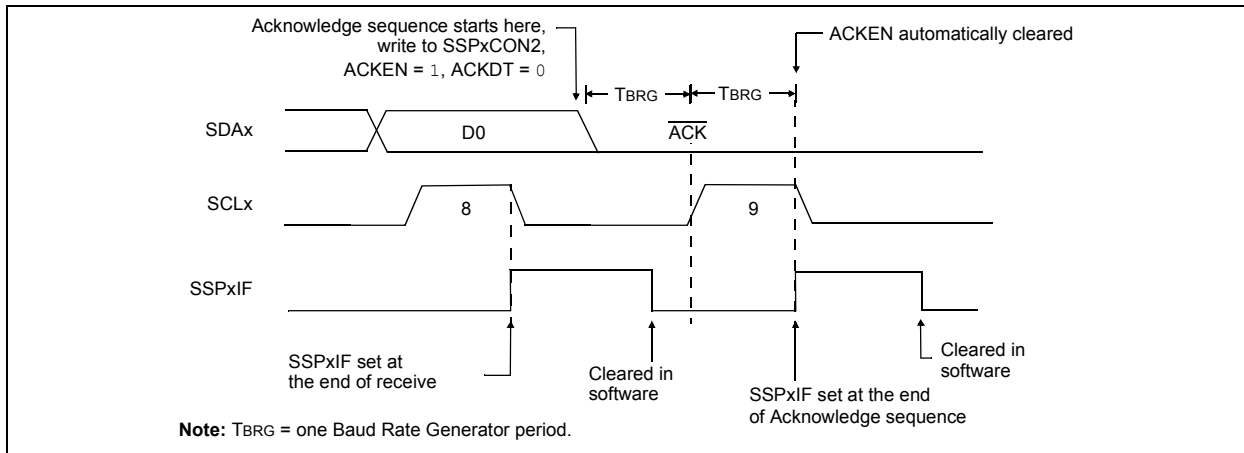 Acknowledge sequence starts here,
write to SSPxCON2,
ACKEN = 1, ACKDT = 0
ACKEN automatically cleared
TBRG
TBRG
SDAx
D0
ACK
SCLx
8
9
SSPxIF
SSPxIF set at
the end of receive
Cleared in
software
SSPxIF set at the end
of Acknowledge sequence
Cleared in
software
Note: TBRG = one Baud Rate Generator period.